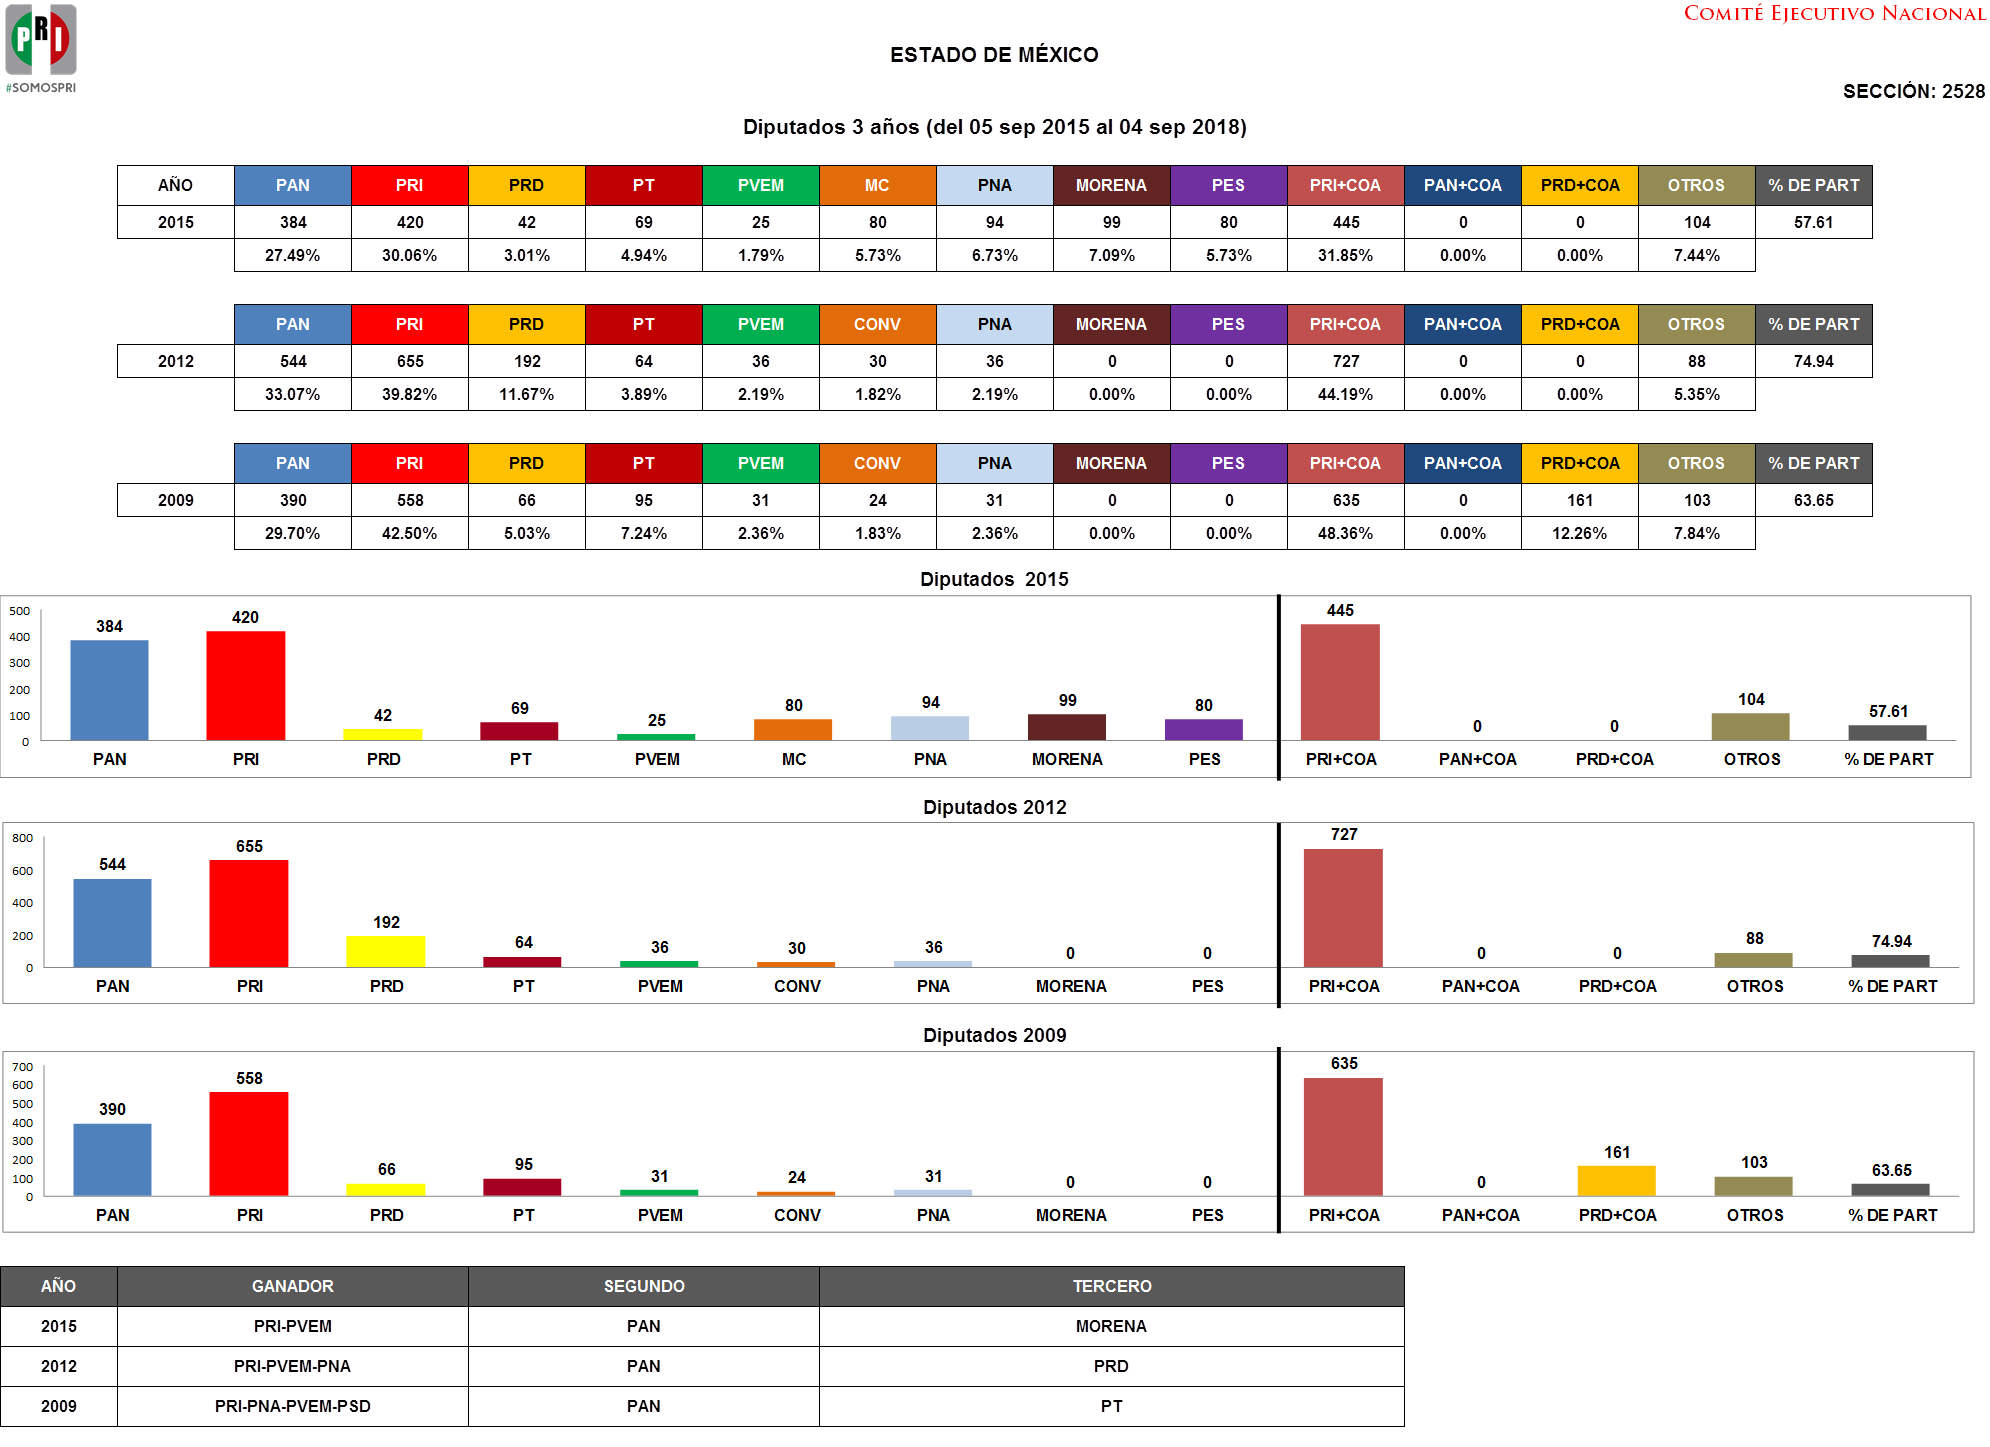 PRI
#SOMOSPRI
COMITÉ EJECUTIVO NACIONAL
ESTADO DE MÉXICO
SECCIÓN: 2528
Diputados 3 años (del 05 sep 2015 al 04 sep 2018)
AÑO PAN PRI PRD PT PVEM MC PNA MORENA PES PRI+COA PAN+COA PRD+COA OTROS % DE PART
2015 384 420 42 69 25 80 94 99 80 445 0 0 104 57.61
27.49% 30.06% 3.01% 4.94% 1.79% 5.73% 6.73% 7.09% 5.73% 31.85% 0.00% 0.00% 7.44%
PAN PRI PRD PT PVEM CONV PNA MORENA PES PRI+COA PAN+COA PRD+COA OTROS % DE PART
2012 544 655 192 64 36 30 36 0 0 727 0 0 88 74.94
33.07% 39.82% 11.67% 3.89% 2.19% 1.82% 2.19% 0.00% 0.00% 44.19% 0.00% 0.00% 5.35%
PAN PRI PRD PT PVEM CONV PNA MORENA PES PRI+COA PAN+COA PRD+COA OTROS % DE PART
2009 390 558 66 95 31 24 31 0 0 635 0 161 103 63.65
29.70% 42.50% 5.03% 7.24% 2.36% 1.83% 2.36% 0.00% 0.00% 48.36% 0.00% 12.26% 7.84%
Diputados 2015
500
400
300
200
100
0
384 420 42 69 25 80 94 99 80 445 0 0 104 57.61
PAN PRI PRD PT PVEM MC PNA MORENA PES PRI+COA PAN+COA PRD+COA OTROS % DE PART
Diputados 2012
800
600
400
200
0
544 655 192 64 36 30 36 0 0 727 0 0 88 74.94
PAN PRI PRD PT PVEM CONV PNA MORENA PES PRI+COA PAN+COA PRD+COA OTROS % DE PART
Diputados 2009
700
600
500
400
300
200
100
0
390 558 66 95 31 24 31 0 0 635 0 161 103 63.65
PAN PRI PRD PT PVEM CONV PNA MORENA PES PRI+COA PAN+COA PRD+COA OTROS % DE PART
AÑO GANADOR SEGUNDO TERCERO
2015 PRI-PVEM PAN MORENA
2012 PRI-PVEM-PNA PAN PRD
2009 PRI-PNA-PVEM-PSD PAN PT